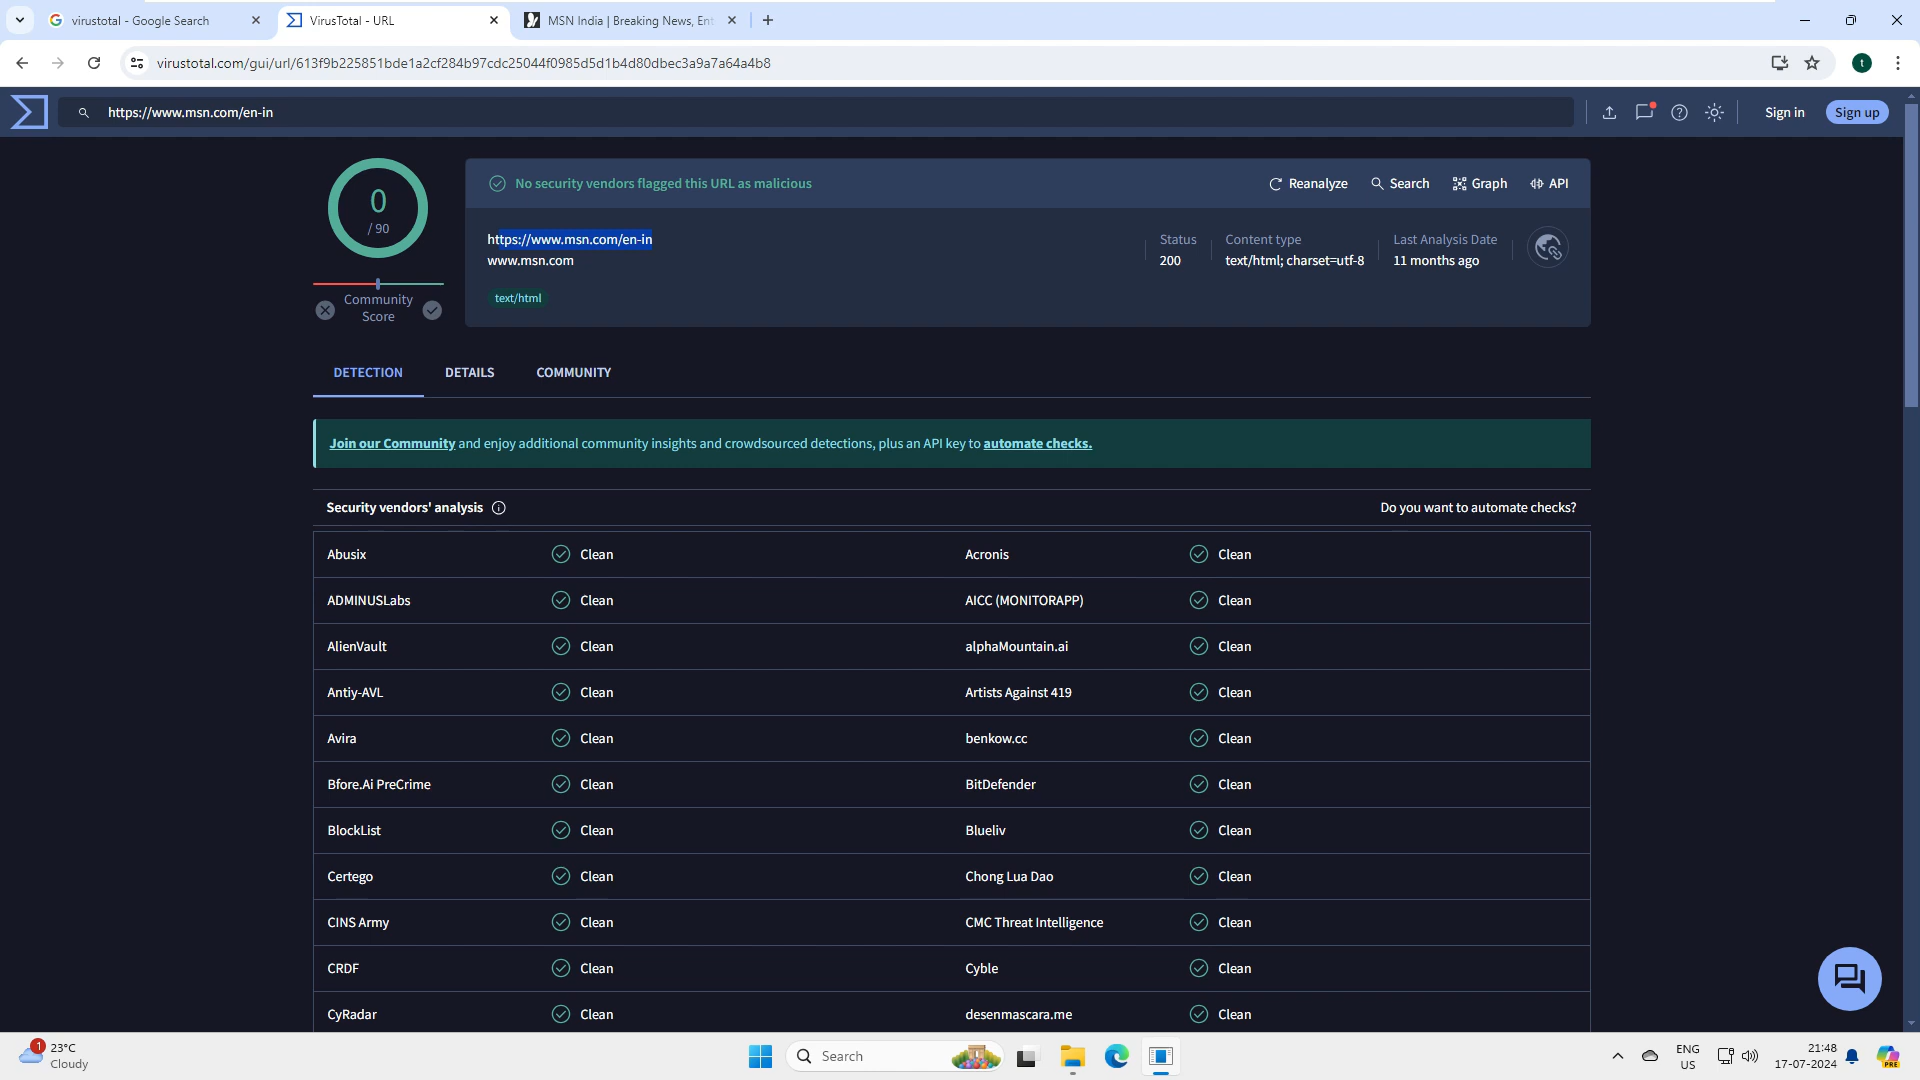 virustotal - Google Search
VirusTotal - URL
MSN India | Breaking News, Ent
virustotal.com/gui/url/613f9b225851bde1a2cf284b97cdc25044f0985d5d1b4d80dbec3a9a7a64a4b8
t
https://www.msn.com/en-in
Sign in
Sign up
0
/ 90
Community
Score
No security vendors flagged this URL as malicious
Reanalyze
Search
Graph
API
https://www.msn.com/en-in
www.msn.com
text/html
Status
200
Content type
text/html; charset=utf-8
Last Analysis Date
11 months ago
DETECTION
DETAILS
COMMUNITY
Join our Community and enjoy additional community insights and crowdsourced detections, plus an API key to automate checks.
Security vendors' analysis
Do you want to automate checks?
Abusix Clean Acronis Clean
ADMINUSLabs Clean AICC (MONITORAPP) Clean
AlienVault Clean alphaMountain.ai Clean
Antiy-AVL Clean Artists Against 419 Clean
Avira Clean benkow.cc Clean
Bfore.Ai PreCrime Clean BitDefender Clean
BlockList Clean Blueliv Clean
Certego Clean Chong Lua Dao Clean
CINS Army Clean CMC Threat Intelligence Clean
CRDF Clean Cyble Clean
CyRadar Clean desenmascara.me Clean
1
23°C
Cloudy
Search
ENG
US
21:48
17-07-2024
PRE